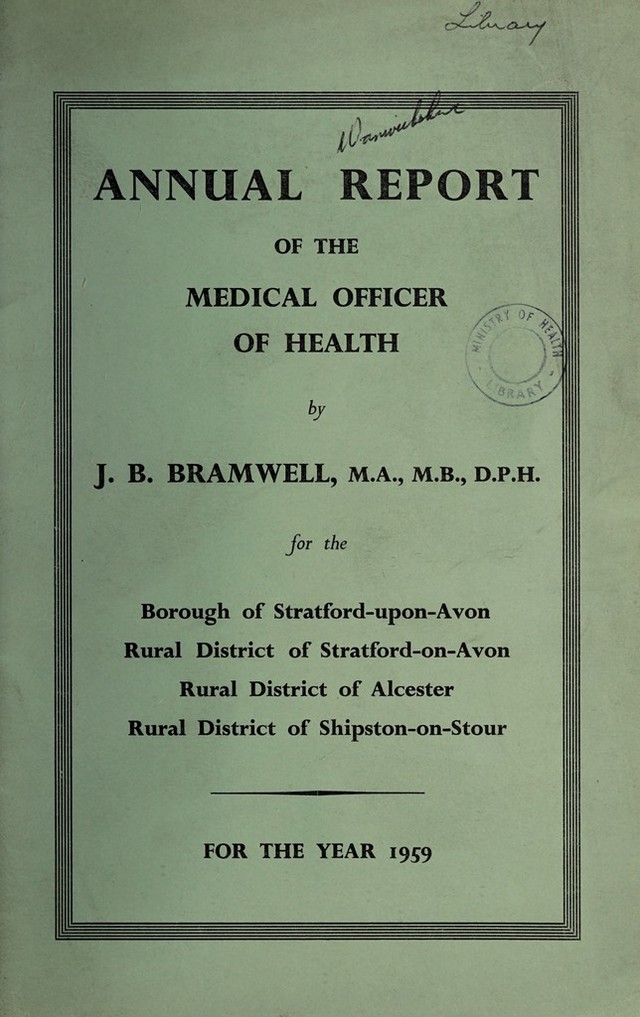 Library
Warwickshire
ANNUAL REPORT
OF THE
MEDICAL OFFICER
OF HEALTH
MINISTRY OF HEALTH
LIBRARY
by
J. B. BRAMWELL, M.A., M.B., D.P.H.
for the
Borough of Stratford-upon-Avon
Rural District of Stratford-on-Avon
Rural District of Alcester
Rural District of Shipston-on-Stour
FOR THE YEAR 1959